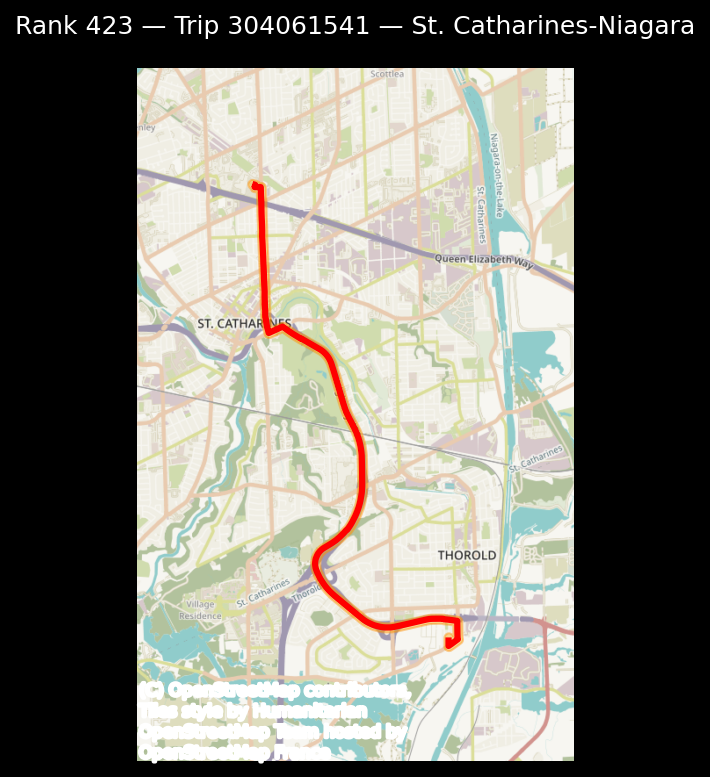 Rank 423 — Trip 304061541 — St. Catharines-Niagara
Scottlea
nley
Niagara-on-the-Lake
St. Catharines
Queen Elizabeth Way
ST. CATHARINES
St. Catharines
THOROLD
St. Catharines
Thorold
Village
Residence
(C) OpenStreetMap contributors,
Tiles style by Humanitarian
OpenStreetMap Team hosted by
OpenStreetMap France